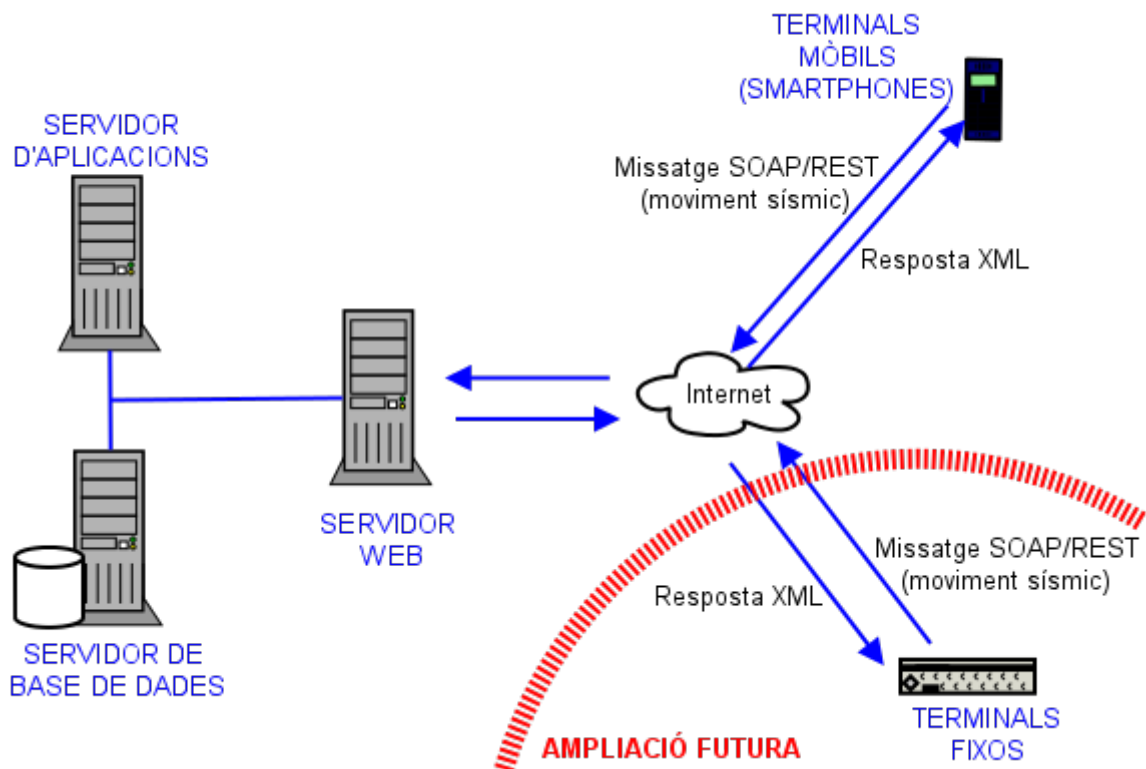 TERMINALS
MÒBILS
(SMARTPHONES)
SERVIDOR
D'APLICACIONS
Missatge SOAP/REST
(moviment sísmic)
Resposta XML
Internet
SERVIDOR
WEB
Missatge SOAP/REST
(moviment sísmic)
Resposta XML
SERVIDOR DE
BASE DE DADES
TERMINALS
FIXOS
AMPLIACIÓ FUTURA